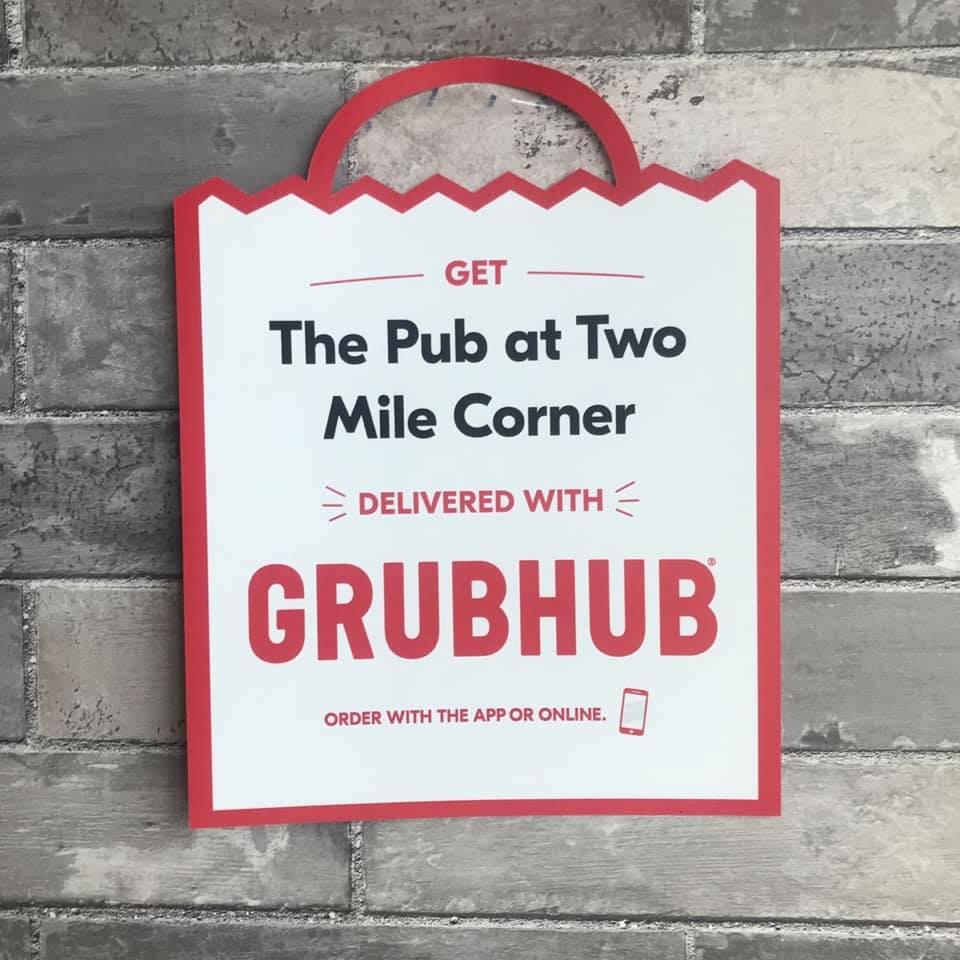 GET
The Pub at Two
Mile Corner
DELIVERED WITH
GRUBHUB®
ORDER WITH THE APP OR ONLINE.